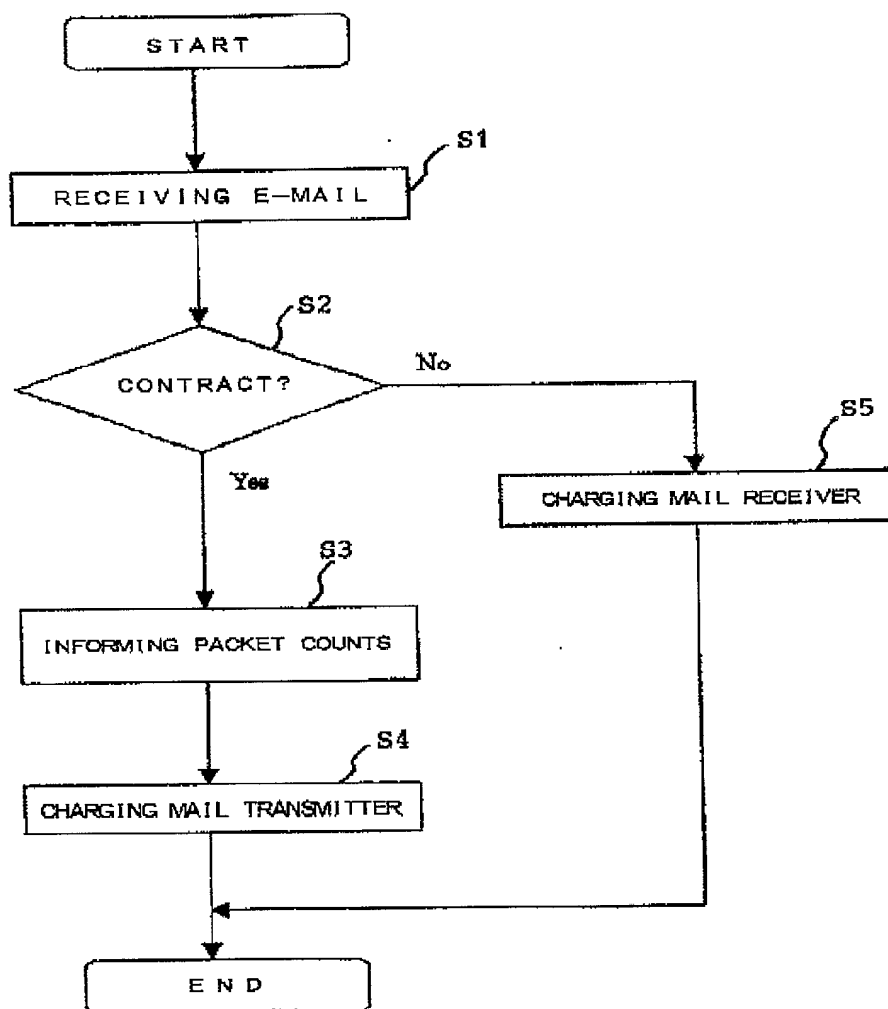 START
S1
RECEIVING E-MAIL
S2
CONTRACT?
No
Yes
S5
CHARGING MAIL RECEIVER
S3
INFORMING PACKET COUNTS
S4
CHARGING MAIL TRANSMITTER
END